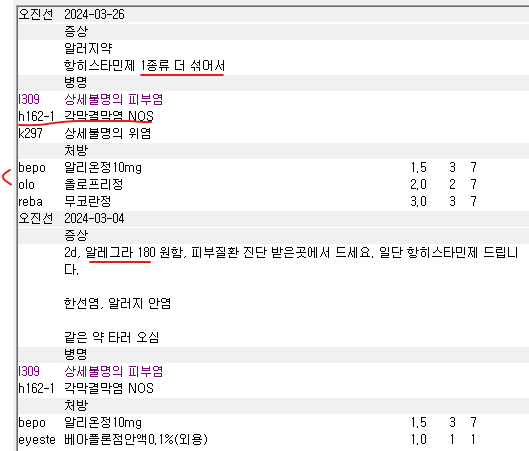 오진선 2024-03-26
증상
알러지약
항히스타민제 1종류 더 섞어서
병명
l309 상세불명의 피부염
h162-1 각막결막염 NOS
k297 상세불명의 위염
처방
bepo 알리온정10mg 1.5 3 7
olo 올로프리정 2.0 2 7
reba 무코란정 3.0 3 7
오진선 2024-03-04
증상
2d, 알레그라 180 원함, 피부질환 진단 받은곳에서 드세요. 일단 항히스타민제 드립니
다.
한선염, 알러지 안염
같은 약 타러 오심
병명
l309 상세불명의 피부염
h162-1 각막결막염 NOS
처방
bepo 알리온정10mg 1.5 3 7
eyeste 베아플론점안액0.1%(외용) 1.0 1 1